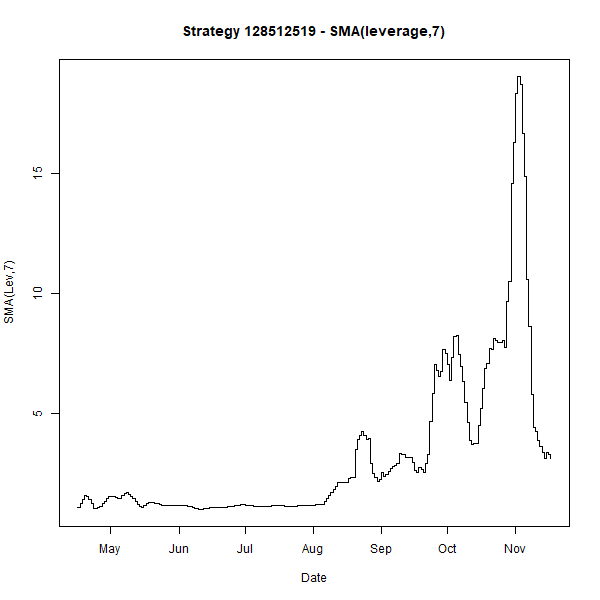 Strategy 128512519 - SMA(leverage,7)
SMA(Lev,7)
15
10
5
May Jun Jul Aug Sep Oct Nov
Date